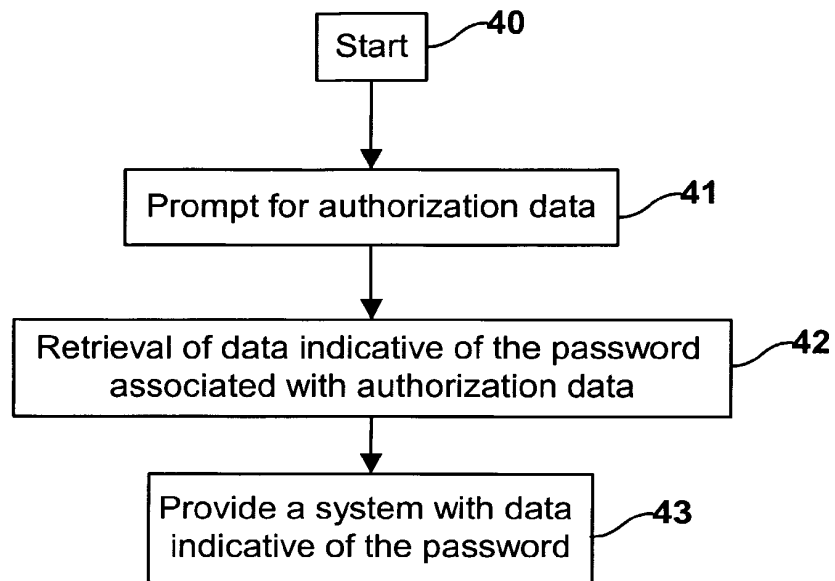 Start
40
Prompt for authorization data
41
Retrieval of data indicative of the password
associated with authorization data
42
Provide a system with data
indicative of the password
43